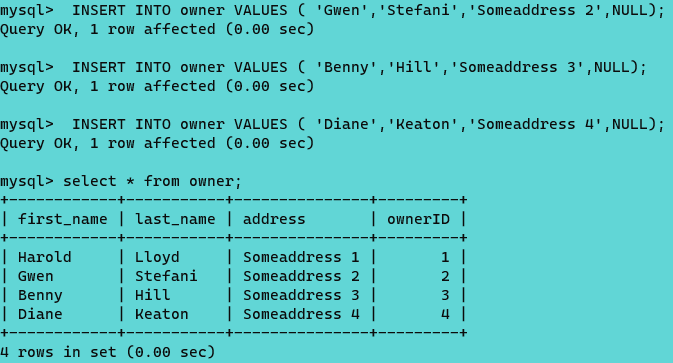 mysql>  INSERT INTO owner VALUES ( 'Gwen','Stefani','Someaddress 2',NULL);
Query OK, 1 row affected (0.00 sec)

mysql>  INSERT INTO owner VALUES ( 'Benny','Hill','Someaddress 3',NULL);
Query OK, 1 row affected (0.00 sec)

mysql>  INSERT INTO owner VALUES ( 'Diane','Keaton','Someaddress 4',NULL);
Query OK, 1 row affected (0.00 sec)

mysql> select * from owner;
+------------+-----------+---------------+---------+
| first_name | last_name | address       | ownerID |
+------------+-----------+---------------+---------+
| Harold     | Lloyd     | Someaddress 1 |       1 |
| Gwen       | Stefani   | Someaddress 2 |       2 |
| Benny      | Hill      | Someaddress 3 |       3 |
| Diane      | Keaton    | Someaddress 4 |       4 |
+------------+-----------+---------------+---------+
4 rows in set (0.00 sec)